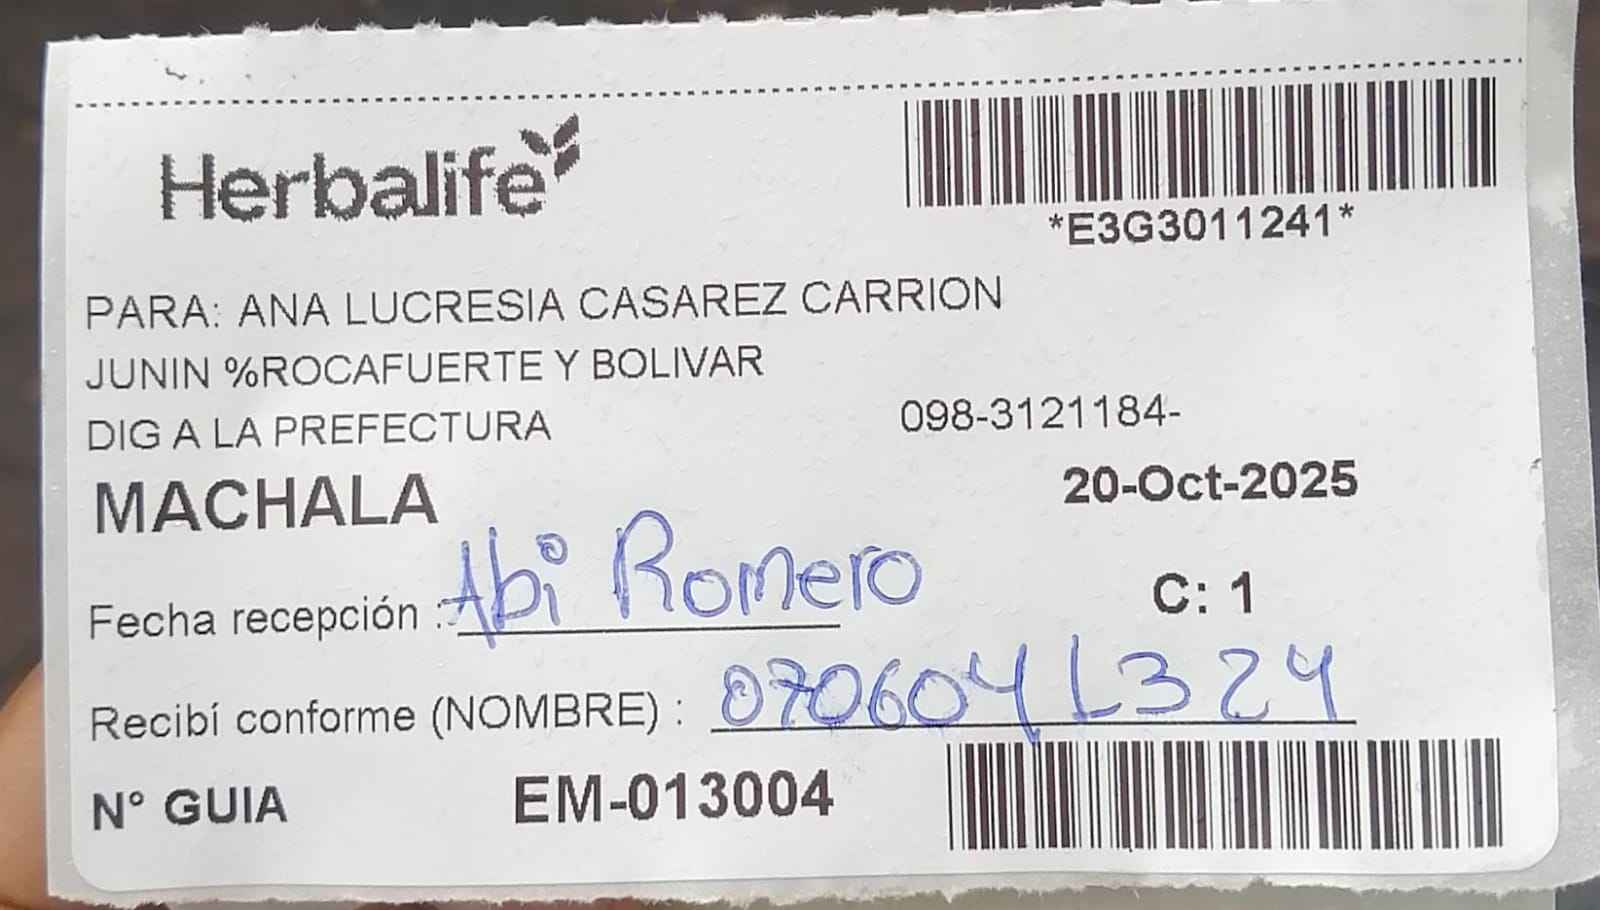 Herbalife
*E3G3011241*
PARA: ANA LUCRESIA CASAREZ CARRION
JUNIN %ROCAFUERTE Y BOLIVAR
DIG A LA PREFECTURA 098-3121184-
MACHALA 20-Oct-2025
Fecha recepción : Abi Romero C: 1
Recibí conforme (NOMBRE) : 0706041324
N° GUIA EM-013004